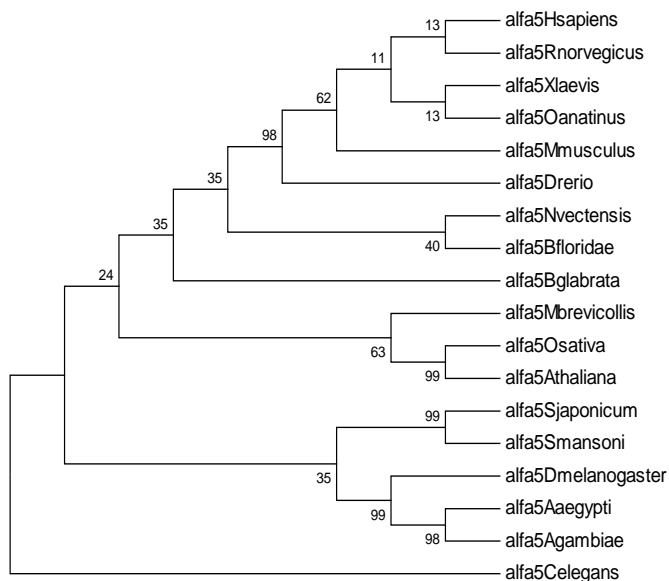 13 alfa5Hsapiens
alfa5Rnorvegicus
11
alfa5Xlaevis
13 alfa5Oanatinus
62
alfa5Mmusculus
98
alfa5Drerio
35
alfa5Nvectensis
40 alfa5Bfloridae
35
alfa5Bglabrata
24
alfa5Mbrevicollis
63 alfa5Osativa
99 alfa5Athaliana
99 alfa5Sjaponicum
alfa5Smansoni
35 alfa5Dmelanogaster
99 alfa5Aaegypti
98 alfa5Agambiae
alfa5Celegans